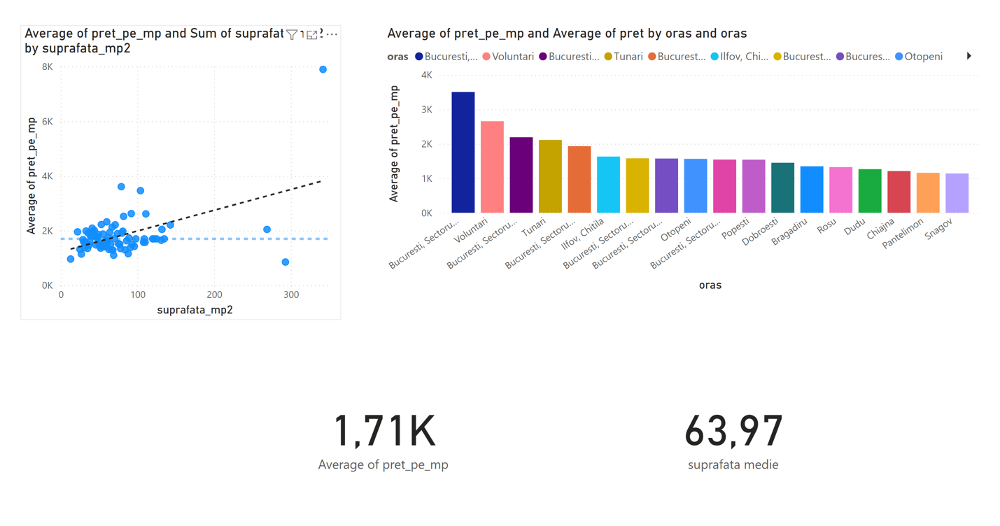 Average of pret_pe_mp and Sum of suprafat
by suprafata_mp2
8K
6K
4K
2K
0K
Average of pret_pe_mp
0 100 200 300
suprafata_mp2
Average of pret_pe_mp and Average of pret by oras and oras
oras Bucuresti,... Voluntari Bucuresti... Tunari Bucurest... Ilfov, Chi... Bucurest... Bucures... Otopeni
4K
3K
2K
1K
0K
Average of pret_pe_mp
Bucuresti, Sectoru...
Voluntari
Bucuresti, Sectoru...
Tunari
Bucuresti, Sectoru...
Ilfov, Chitila
Bucuresti, Sectoru...
Bucuresti, Sectoru...
Otopeni
Bucuresti, Sectoru...
Popesti
Dobroesti
Bragadiru
Rosu
Dudu
Chiajna
Pantelimon
Snagov
oras
1,71K
Average of pret_pe_mp
63,97
suprafata medie